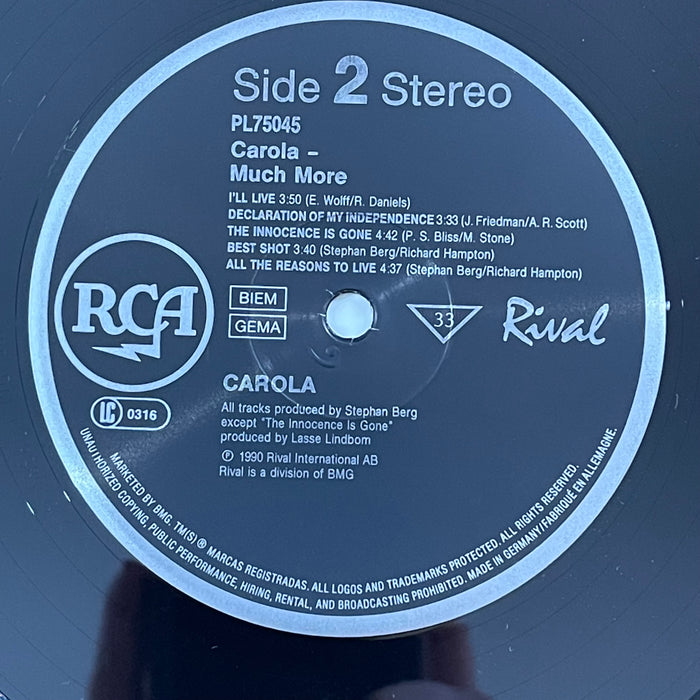 Side 2 Stereo
PL75045
Carola –
Much More
I'LL LIVE 3:50 (E. Wolff/R. Daniels)
DECLARATION OF MY INDEPENDENCE 3:33 (J. Friedman/A. R. Scott)
THE INNOCENCE IS GONE 4:42 (P. S. Bliss/M. Stone)
BEST SHOT 3:40 (Stephan Berg/Richard Hampton)
ALL THE REASONS TO LIVE 4:37 (Stephan Berg/Richard Hampton)
RCA
BIEM
GEMA
33
Rival
CAROLA
LC 0316
All tracks produced by Stephan Berg
except "The Innocence Is Gone"
produced by Lasse Lindbom
℗ 1990 Rival International AB
Rival is a division of BMG
MARKETED BY BMG. TM(S) ® MARCAS REGISTRADAS. ALL LOGOS AND TRADEMARKS PROTECTED. ALL RIGHTS RESERVED.
UNAUTHORIZED COPYING, PUBLIC PERFORMANCE, HIRING, RENTAL, AND BROADCASTING PROHIBITED. MADE IN GERMANY/FABRIQUÉ EN ALLEMAGNE.